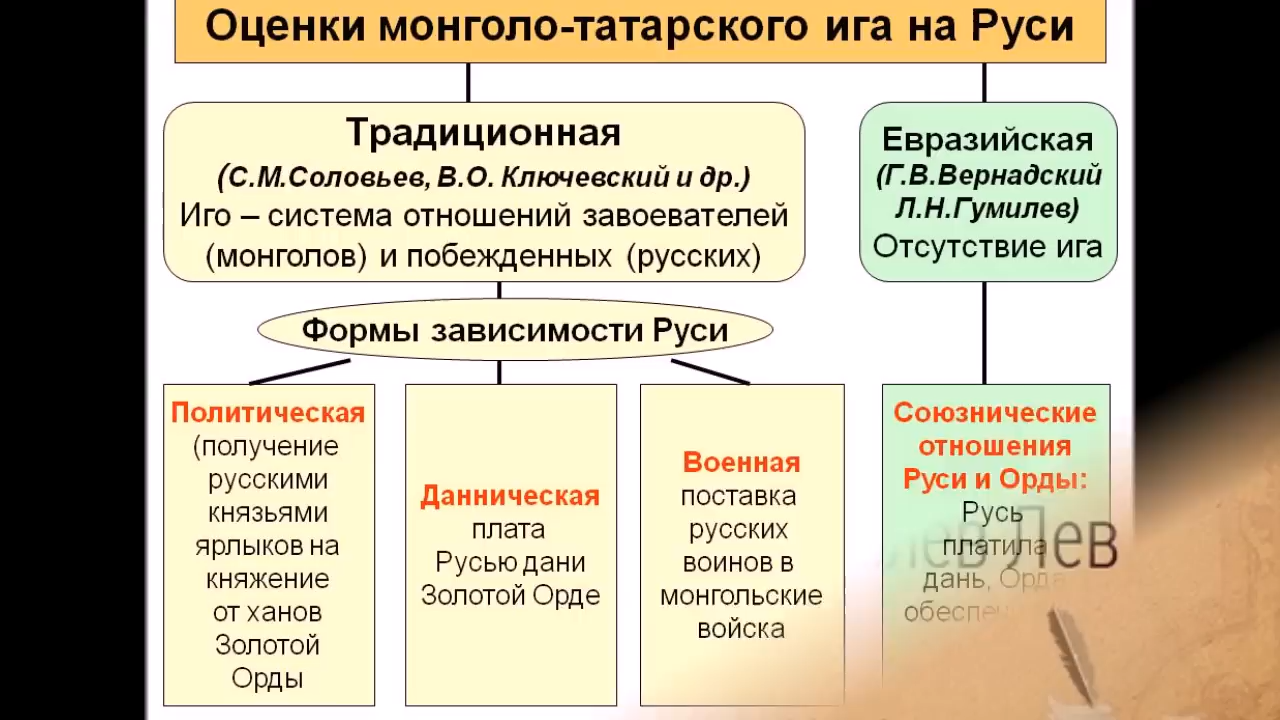 Оценки монголо-татарского ига на Руси
Традиционная
(С.М.Соловьев, В.О. Ключевский и др.)
Иго – система отношений завоевателей
(монголов) и побежденных (русских)
Евразийская
(Г.В.Вернадский
Л.Н.Гумилев)
Отсутствие ига
Формы зависимости Руси
Политическая
(получение
русскими
князьями
ярлыков на
княжение
от ханов
Золотой
Орды
Данническая
плата
Русью дани
Золотой Орде
Военная
поставка
русских
воинов в
монгольские
войска
Союзнические
отношения
Руси и Орды:
Русь
платила
дань, Орда
Лев